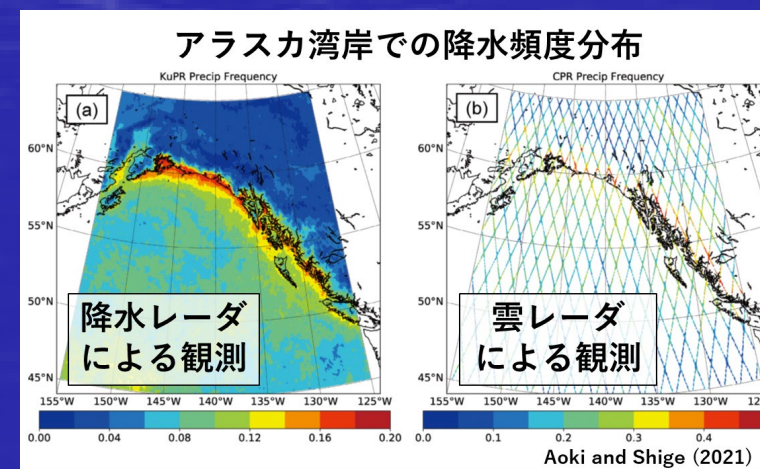 アラスカ湾岸での降水頻度分布
KuPR Precip Frequency
CPR Precip Frequency
(a)
(b)
60°N
60°N
55°N
55°N
50°N
50°N
45°N
45°N
降水レーダ
による観測
雲レーダ
による観測
155°W 150°W 145°W 140°W 135°W 130°W 125°W
155°W 150°W 145°W 140°W 135°W 130°W
0.00 0.04 0.08 0.12 0.16 0.20
0.0 0.1 0.2 0.3 0.4
Aoki and Shige (2021)